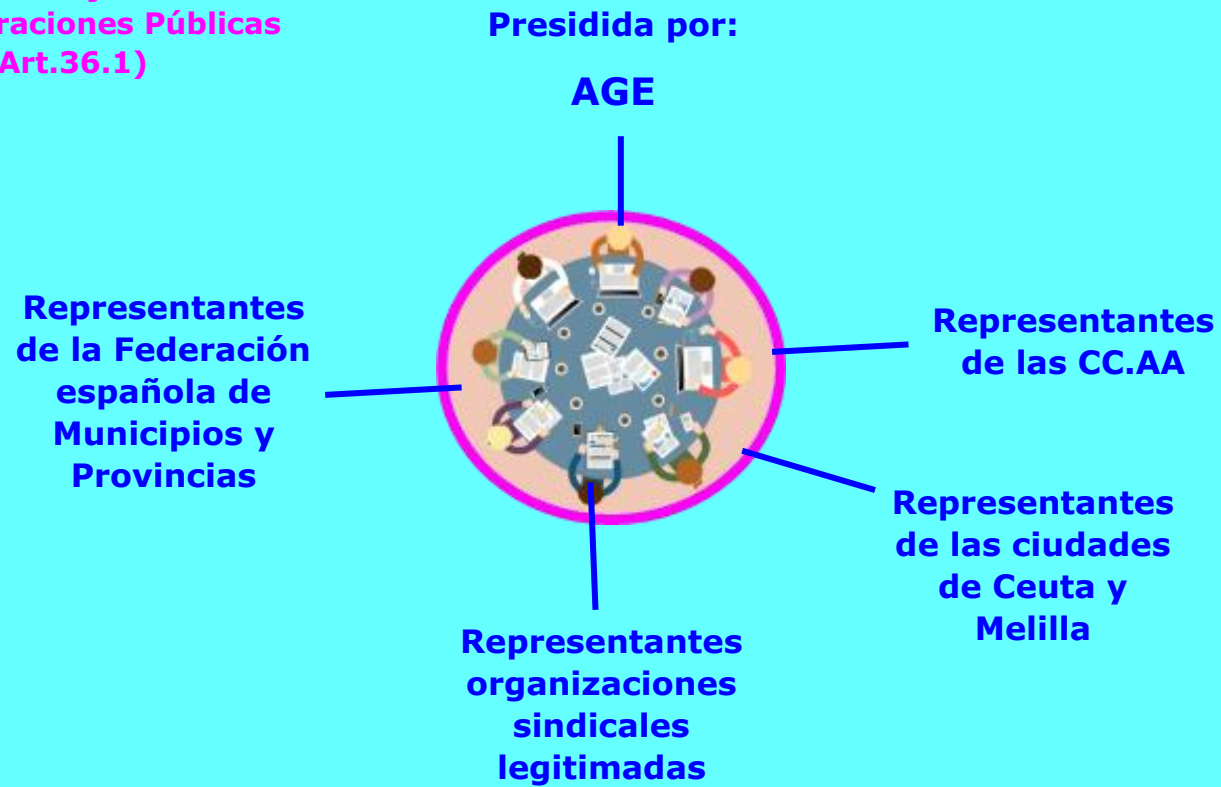 raciones Públicas
Art.36.1)
Presidida por:
AGE
Representantes
de la Federación
española de
Municipios y
Provincias
Representantes
de las CC.AA
Representantes
de las ciudades
de Ceuta y
Melilla
Representantes
organizaciones
sindicales
legitimadas